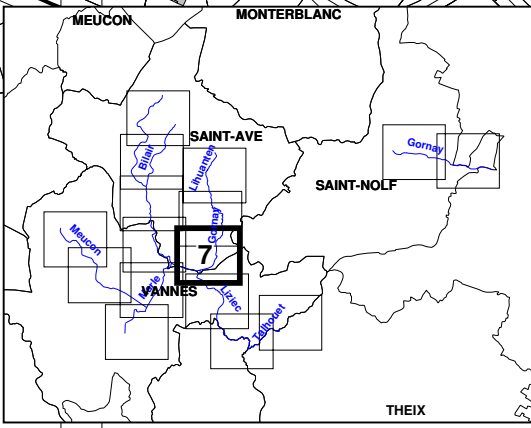 MEUCON
MONTERBLANC
SAINT-AVE
Bilair
Lihuanten
Gornay
SAINT-NOLF
Gornay
Meucon
7
Marle
VANNES
Liziec
Talhouet
THEIX